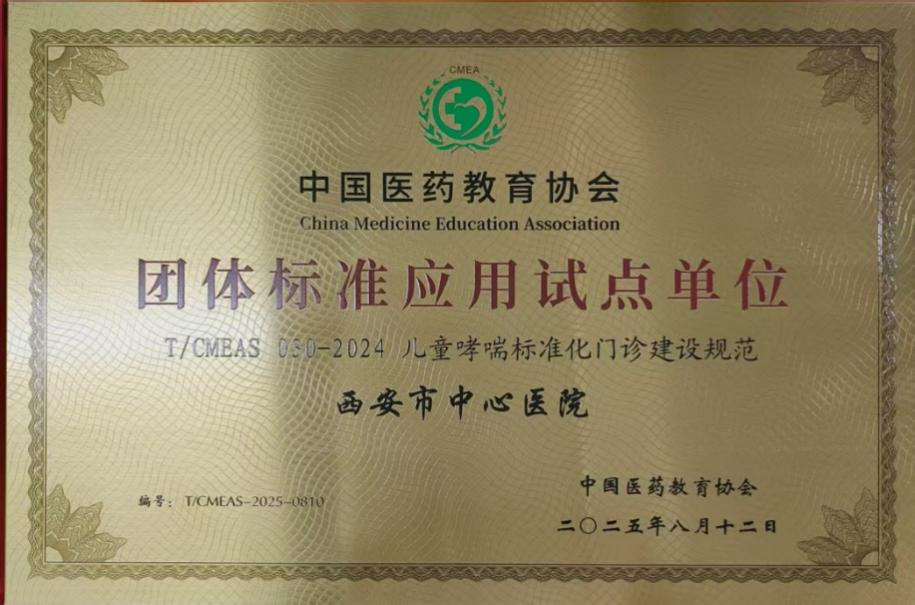 CMEA
中国医药教育协会
China Medicine Education Association
团体标准应用试点单位
T/CMEAS 030-2024 儿童哮喘标准化门诊建设规范
西安市中心医院
编号：T/CMEAS-2025-0810
中国医药教育协会
二〇二五年八月十二日